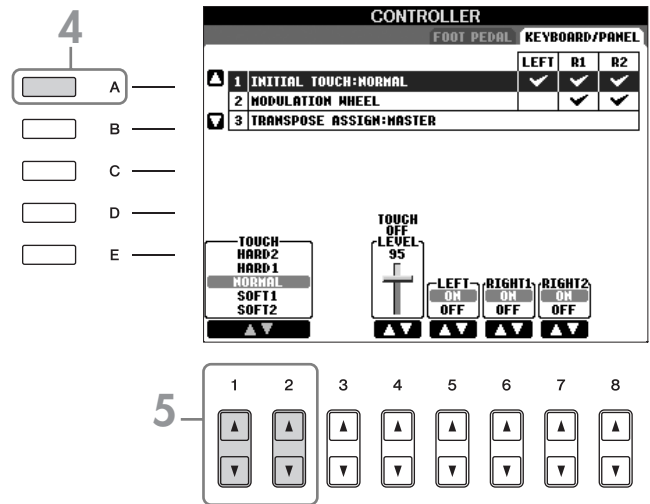 4
CONTROLLER
FOOT PEDAL KEYBOARD/PANEL
LEFT R1 R2
A 1 INITIAL TOUCH:NORMAL
B 2 MODULATION WHEEL
3 TRANSPOSE ASSIGN:MASTER
C
D
E
TOUCH
HARD2
HARD1
NORMAL
SOFT1
SOFT2
TOUCH
OFF
LEVEL
95
LEFT RIGHT1 RIGHT2
ON ON ON
OFF OFF OFF
5
1 2 3 4 5 6 7 8